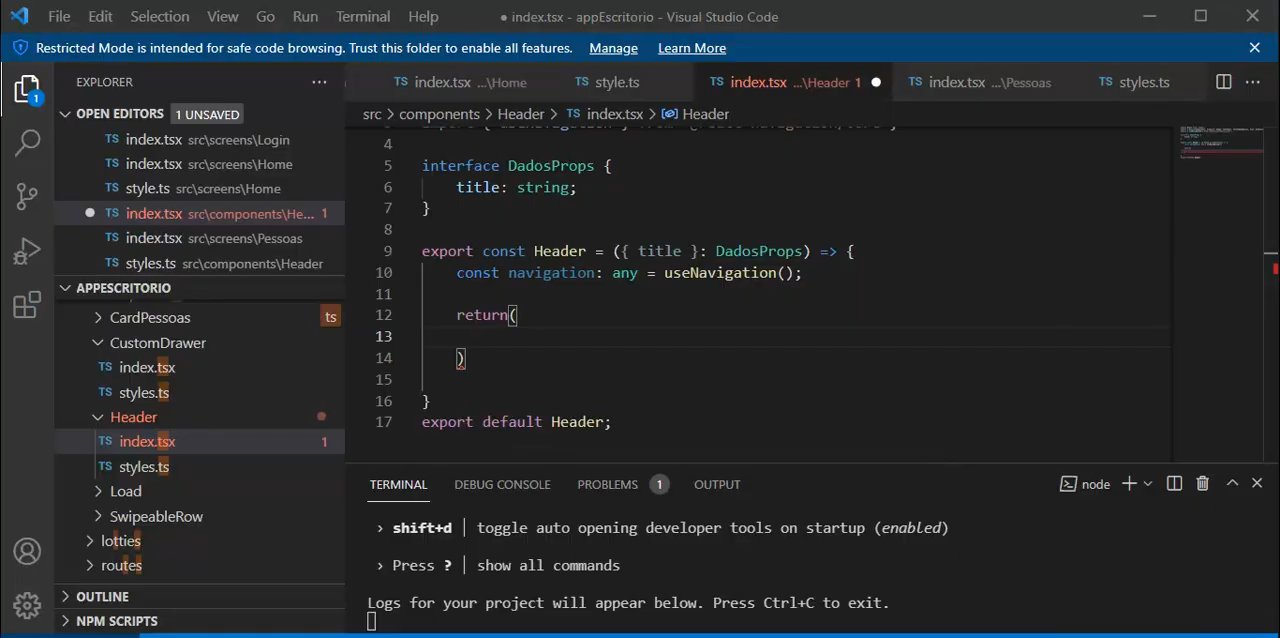 File Edit Selection View Go Run Terminal Help ● index.tsx - appEscritorio - Visual Studio Code
Restricted Mode is intended for safe code browsing. Trust this folder to enable all features. Manage Learn More
EXPLORER
1
OPEN EDITORS 1 UNSAVED
TS index.tsx src\screens\Login
TS index.tsx src\screens\Home
TS style.ts src\screens\Home
TS index.tsx src\components\He... 1
TS index.tsx src\screens\Pessoas
TS styles.ts src\components\Header
APPESCRITORIO
CardPessoas ts
CustomDrawer
TS index.tsx
TS styles.ts
Header
TS index.tsx 1
TS styles.ts
Load
SwipeableRow
lotties
routes
OUTLINE
NPM SCRIPTS
TS index.tsx ...\Home TS style.ts TS index.tsx ...\Header 1 TS index.tsx ...\Pessoas TS styles.ts
src > components > Header > TS index.tsx > Header
4
5 interface DadosProps {
6 title: string;
7 }
8
9 export const Header = ({ title }: DadosProps) => {
10 const navigation: any = useNavigation();
11
12 return(
13
14 )
15
16 }
17 export default Header;
TERMINAL DEBUG CONSOLE PROBLEMS 1 OUTPUT node
› shift+d │ toggle auto opening developer tools on startup (enabled)
› Press ? │ show all commands
Logs for your project will appear below. Press Ctrl+C to exit.